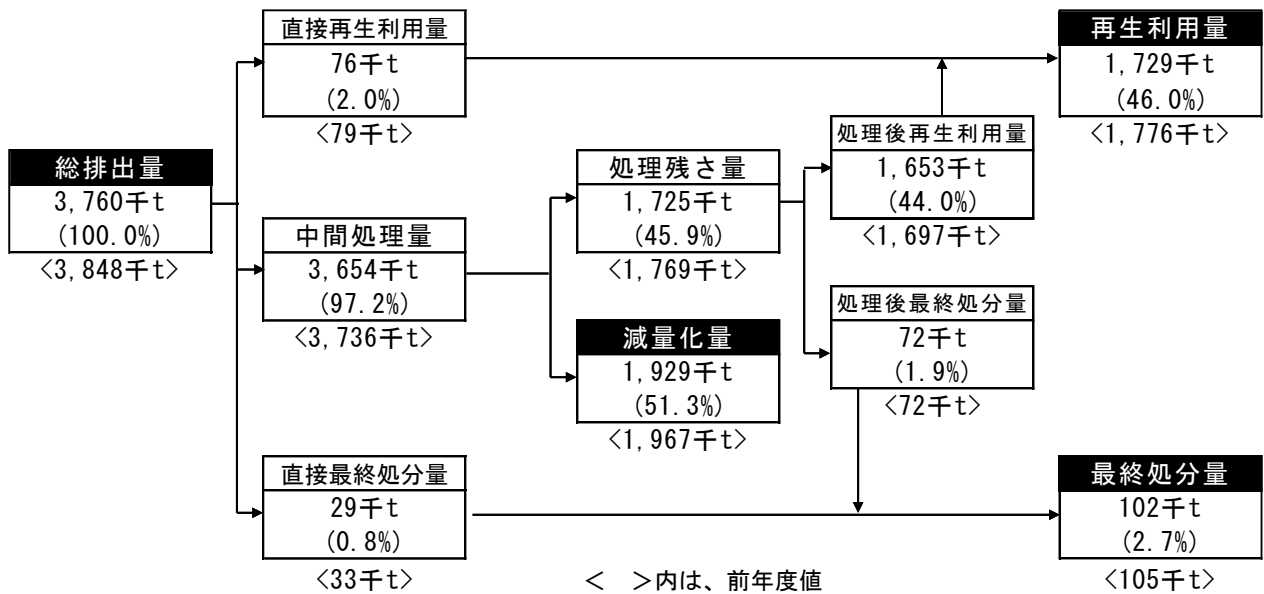 直接再生利用量
76千t
(2.0%)
<79千t>
再生利用量
1,729千t
(46.0%)
<1,776千t>
総排出量
3,760千t
(100.0%)
<3,848千t>
中間処理量
3,654千t
(97.2%)
<3,736千t>
処理残さ量
1,725千t
(45.9%)
<1,769千t>
処理後再生利用量
1,653千t
(44.0%)
<1,697千t>
減量化量
1,929千t
(51.3%)
<1,967千t>
処理後最終処分量
72千t
(1.9%)
<72千t>
直接最終処分量
29千t
(0.8%)
<33千t>
最終処分量
102千t
(2.7%)
<105千t>
< >内は、前年度値